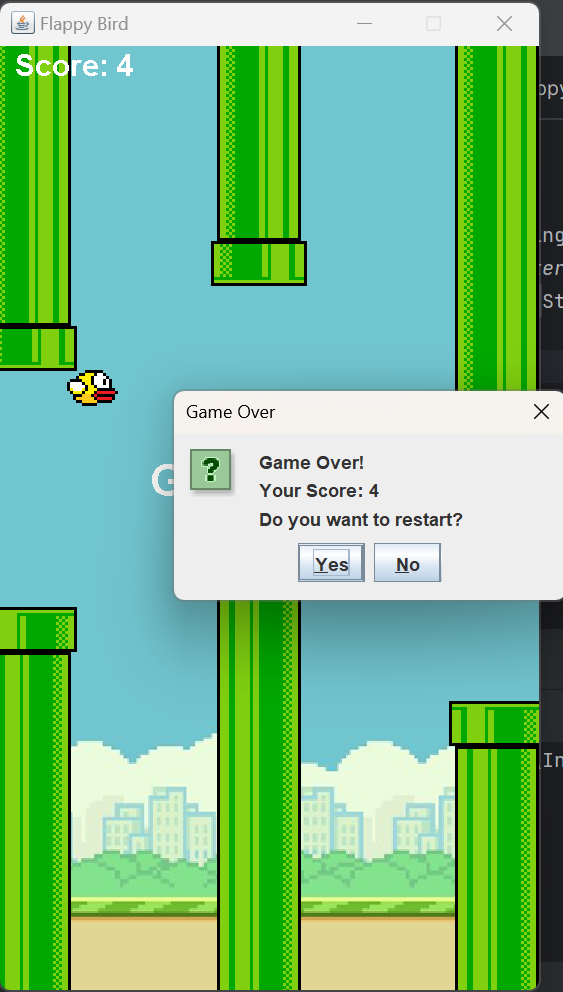 Flappy Bird
Score: 4
Game Over
?
Game Over!
Your Score: 4
Do you want to restart?
Yes
No